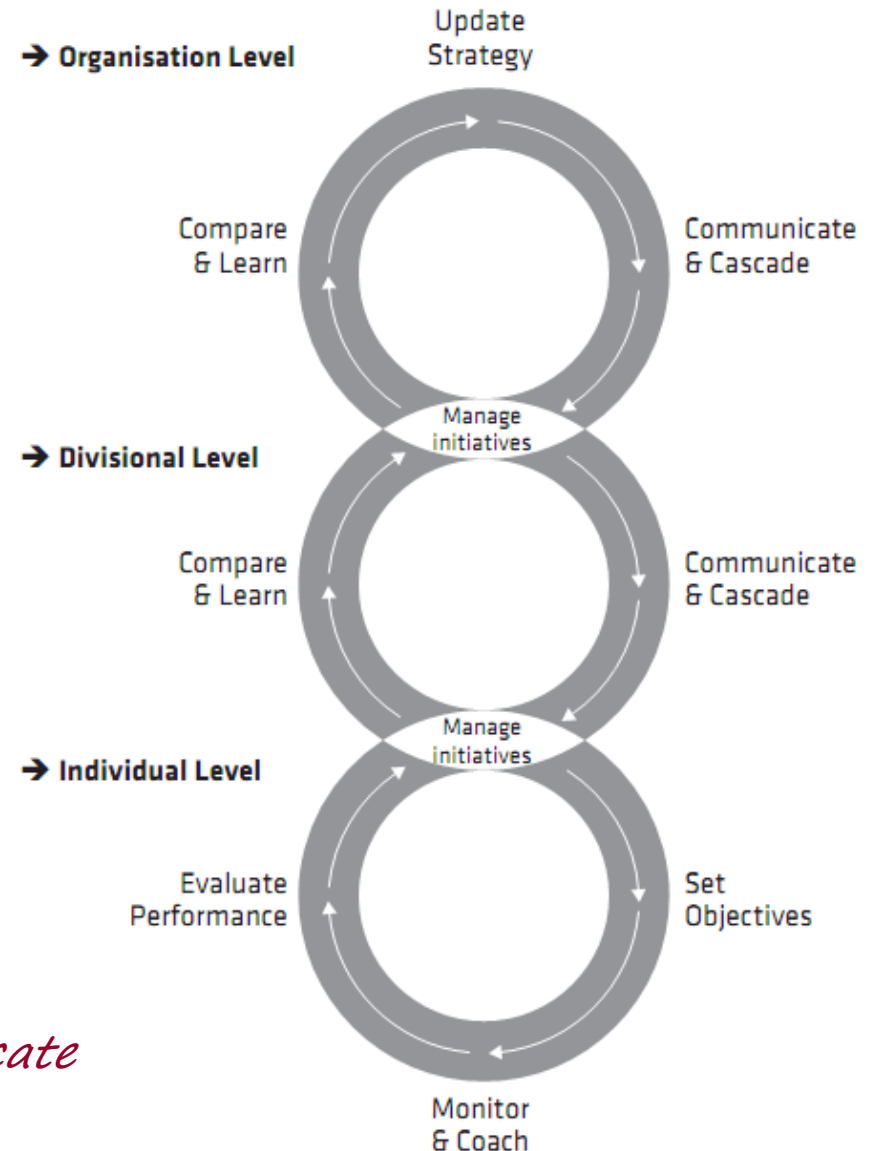 Update
Strategy
→ Organisation Level
Compare
& Learn
Communicate
& Cascade
Manage
initiatives
→ Divisional Level
Compare
& Learn
Communicate
& Cascade
Manage
initiatives
→ Individual Level
Evaluate
Performance
Set
Objectives
Monitor
& Coach